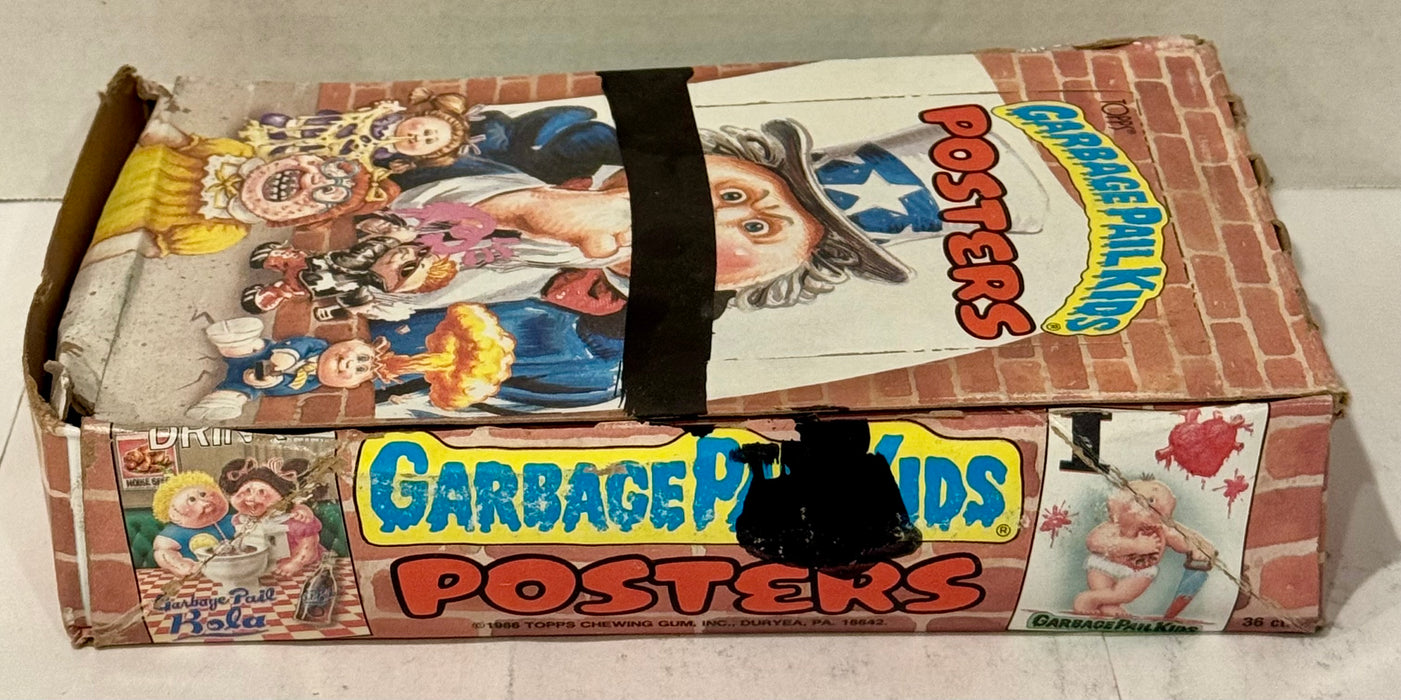 TOPPS
GARBAGE PAIL KIDS
®
POSTERS
GARBAGE PAIL KIDS
®
POSTERS
©1986 TOPPS CHEWING GUM, INC., DURYEA, PA. 18642.
Garbage Pail
Kola
I
GARBAGE PAIL KIDS
36 CT.